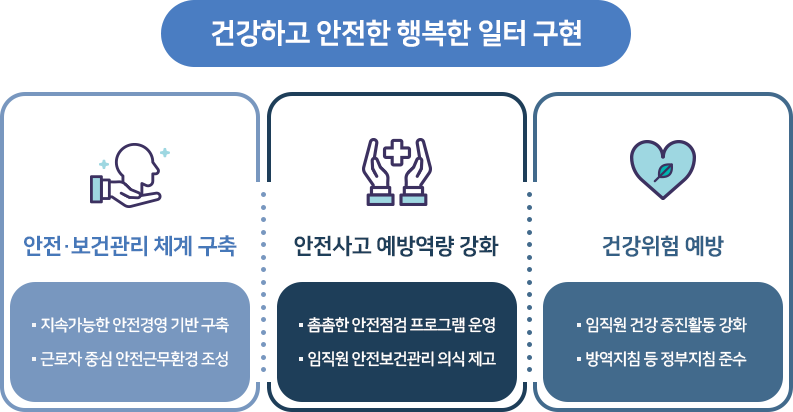 건강하고 안전한 행복한 일터 구현
안전·보건관리 체계 구축
▪ 지속가능한 안전경영 기반 구축
▪ 근로자 중심 안전근무환경 조성
안전사고 예방역량 강화
▪ 촘촘한 안전점검 프로그램 운영
▪ 임직원 안전보건관리 의식 제고
건강위험 예방
▪ 임직원 건강 증진활동 강화
▪ 방역지침 등 정부지침 준수